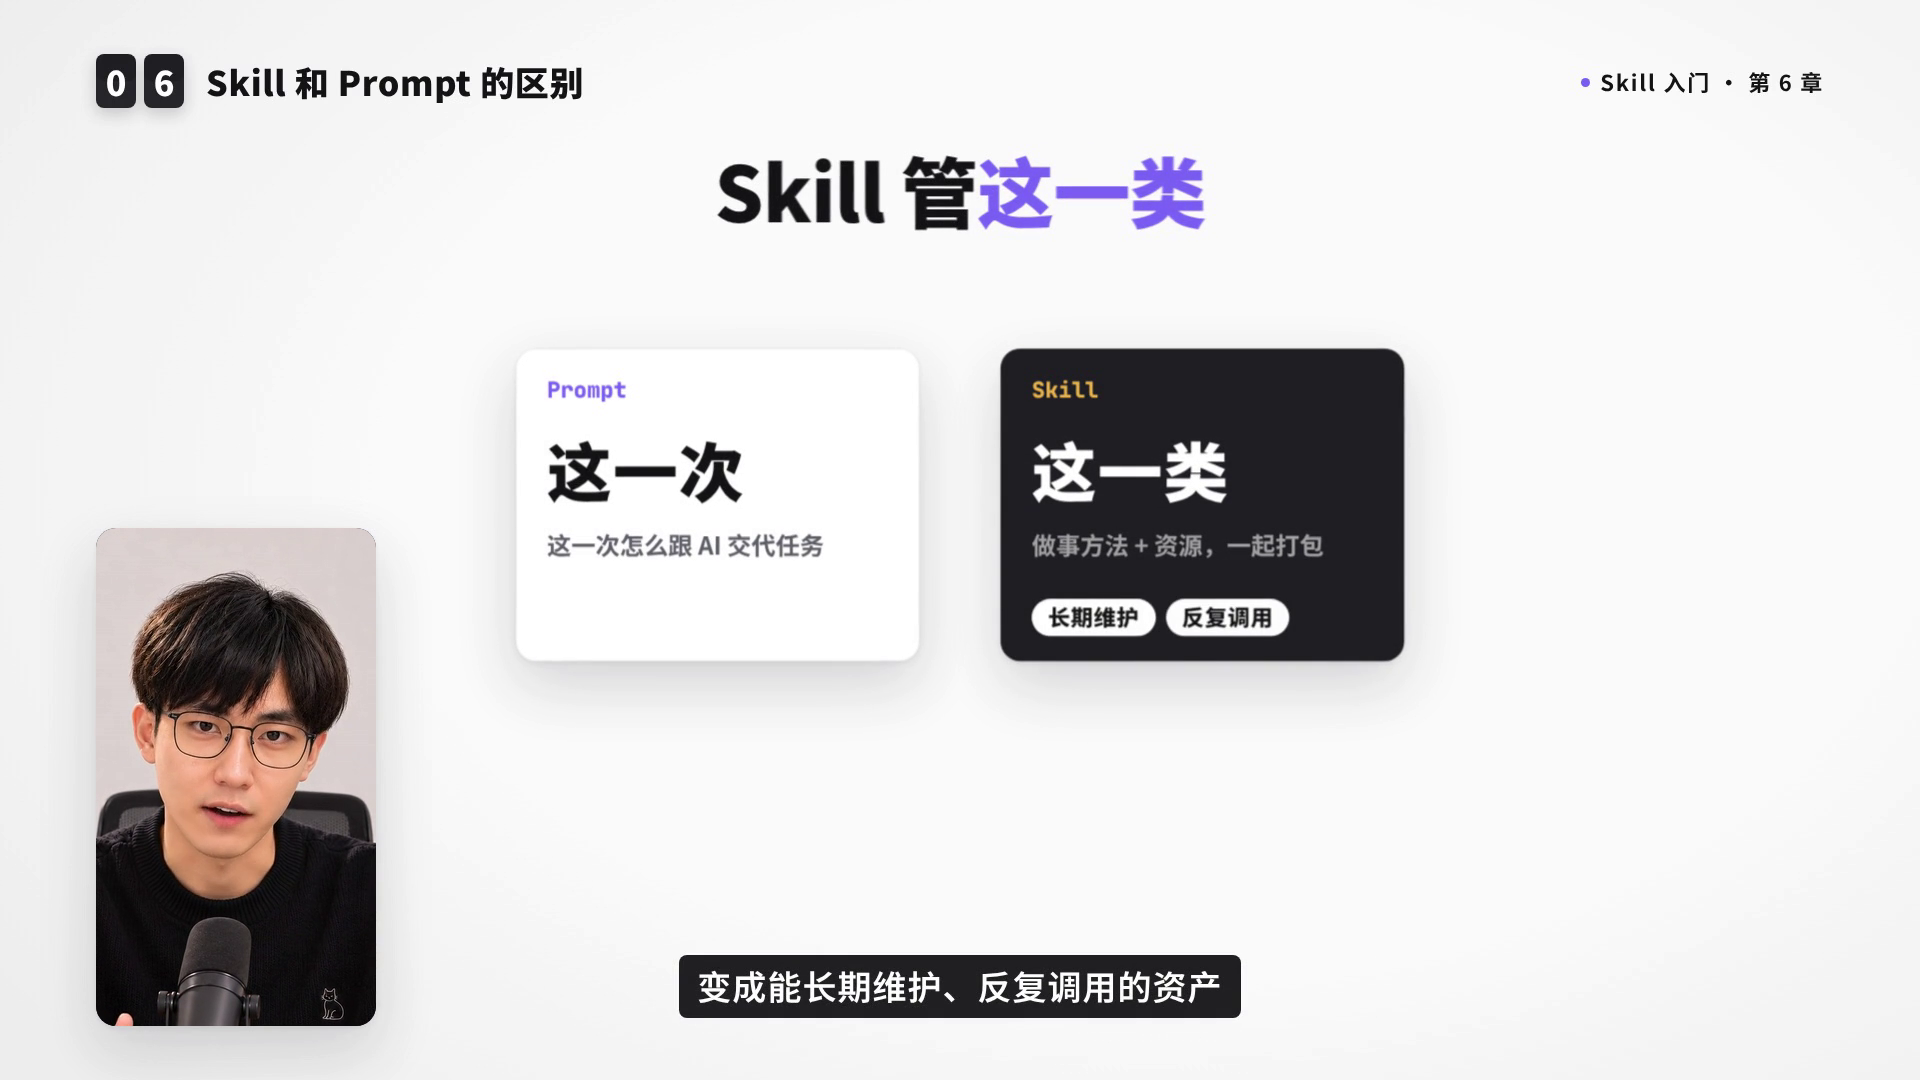 06 Skill 和 Prompt 的区别
Skill 入门 · 第 6 章
Skill 管这一类
Prompt
这一次
这一次怎么跟 AI 交代任务
Skill
这一类
做事方法 + 资源，一起打包
长期维护 反复调用
变成能长期维护、反复调用的资产